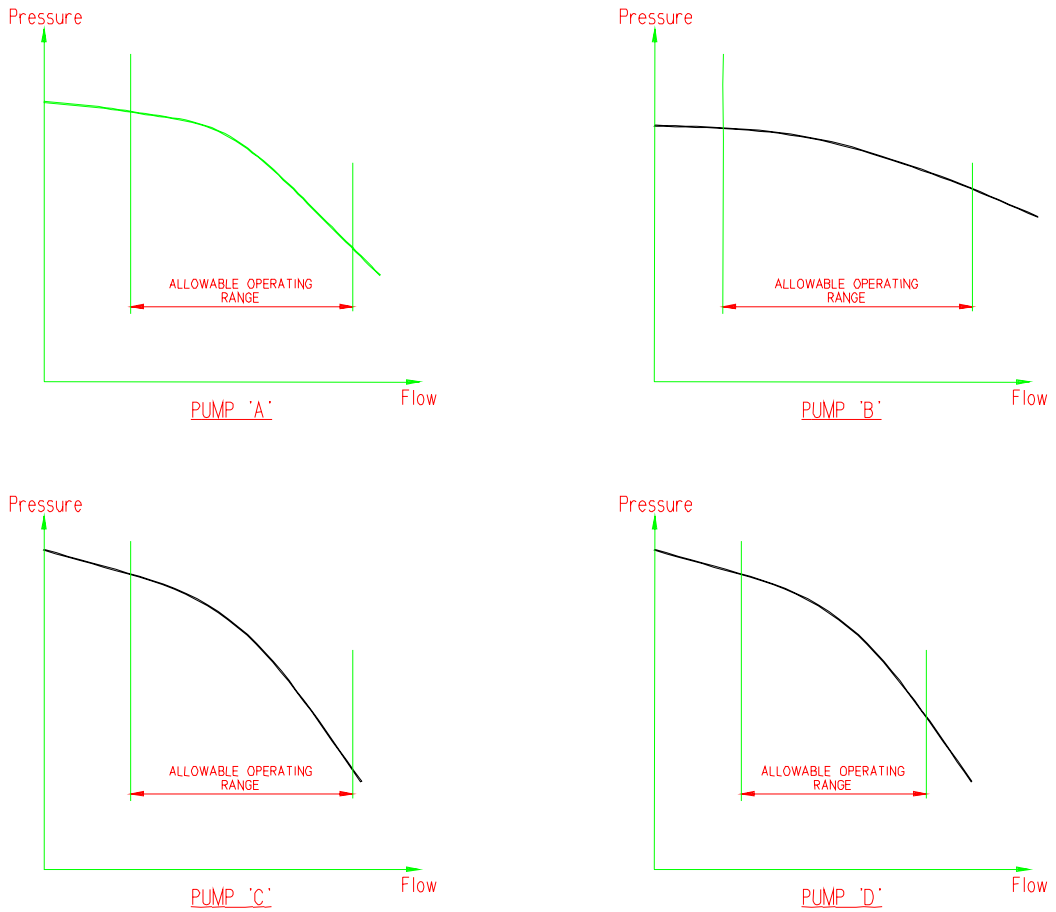 Pressure
Pressure
ALLOWABLE OPERATING
RANGE
ALLOWABLE OPERATING
RANGE
Flow
Flow
PUMP 'A'
PUMP 'B'
Pressure
Pressure
ALLOWABLE OPERATING
RANGE
ALLOWABLE OPERATING
RANGE
Flow
Flow
PUMP 'C'
PUMP 'D'